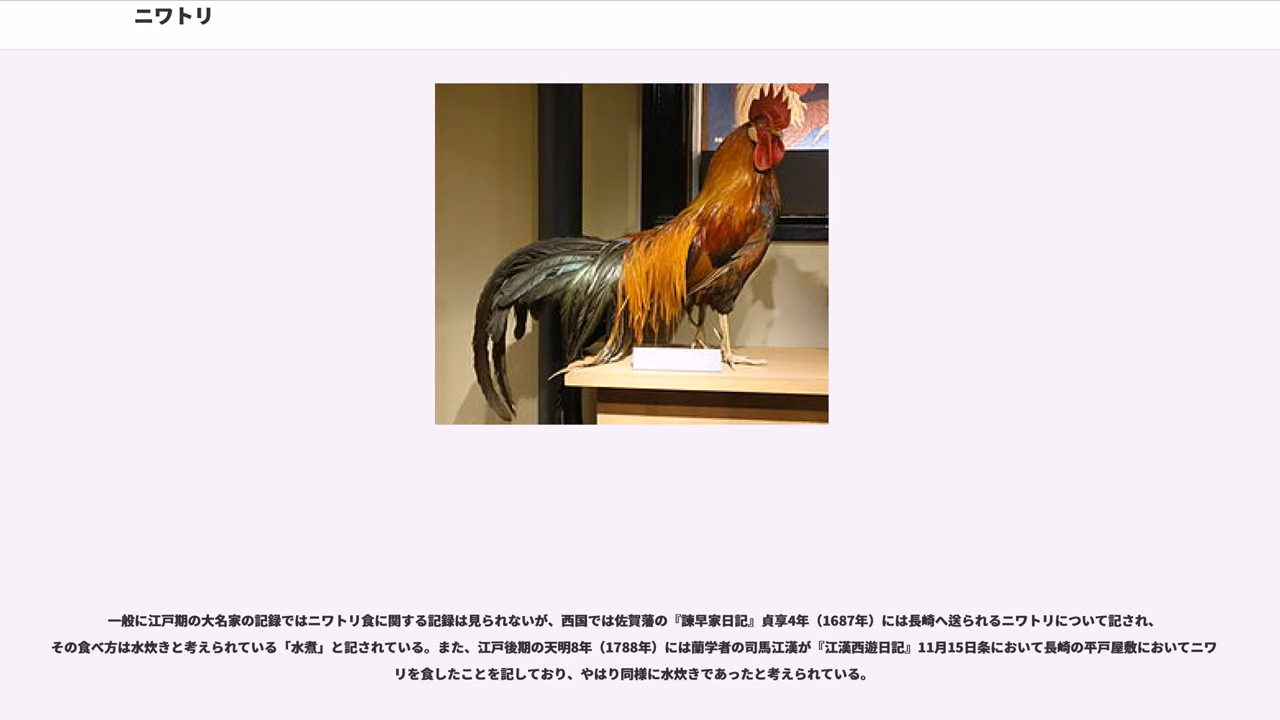 ニワトリ
一般に江戸期の大名家の記録ではニワトリ食に関する記録は見られないが、西国では佐賀藩の『諫早家日記』貞享4年（1687年）には長崎へ送られるニワトリについて記され、
その食べ方は水炊きと考えられている「水煮」と記されている。また、江戸後期の天明8年（1788年）には蘭学者の司馬江漢が『江漢西遊日記』11月15日条において長崎の平戸屋敷においてニワ
リを食したことを記しており、やはり同様に水炊きであったと考えられている。